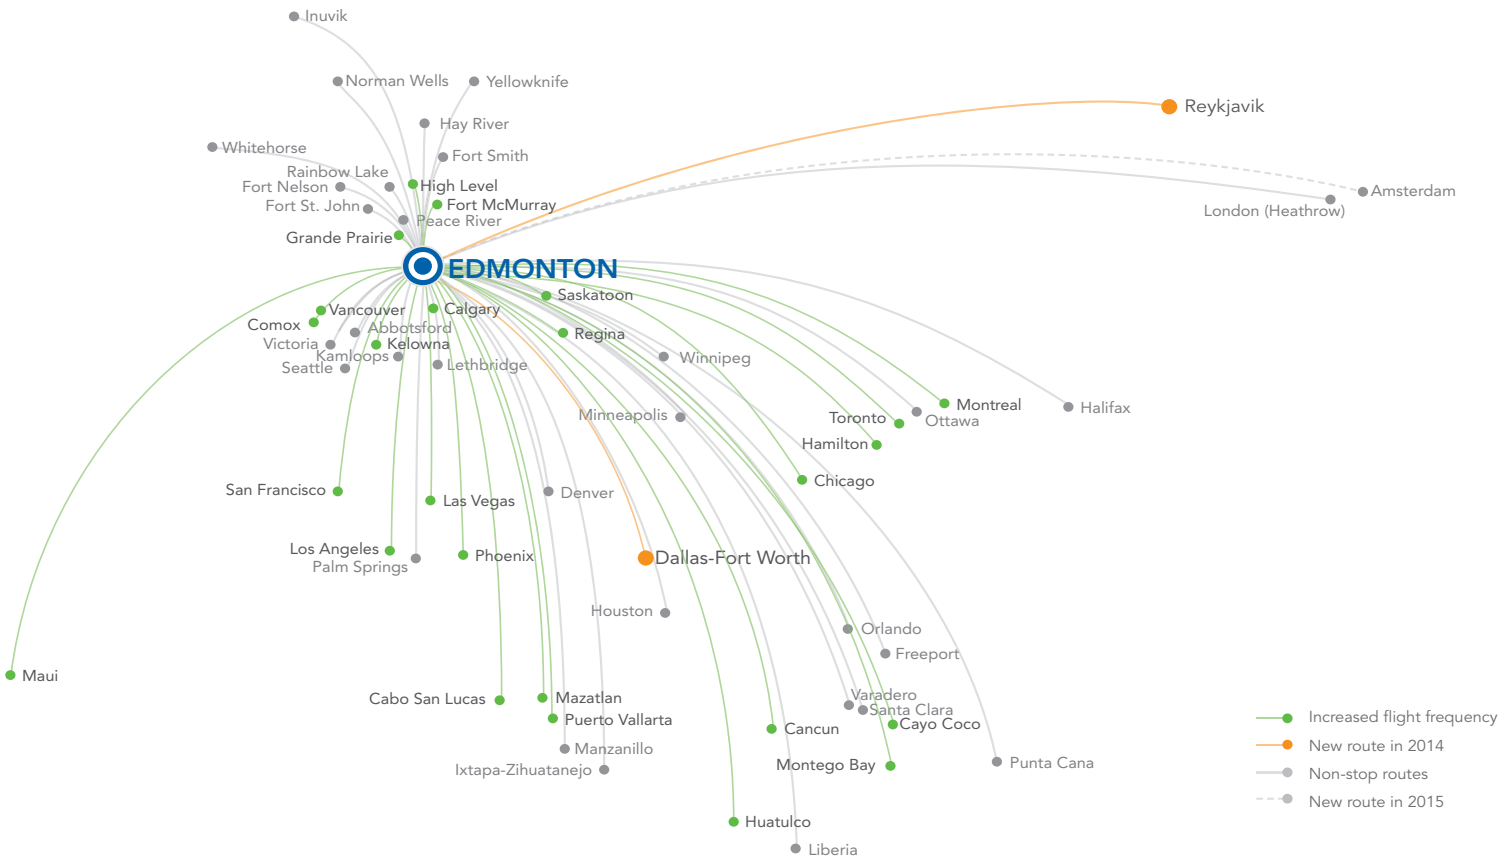 Inuvik
Norman Wells
Yellowknife
Reykjavik
Hay River
Whitehorse
Fort Smith
Rainbow Lake
Fort Nelson
High Level
Amsterdam
Fort St. John
Fort McMurray
London (Heathrow)
Peace River
Grande Prairie
EDMONTON
Saskatoon
Vancouver
Calgary
Comox
Abbotsford
Regina
Victoria
Kelowna
Kamloops
Winnipeg
Seattle
Lethbridge
Montreal
Halifax
Minneapolis
Toronto
Ottawa
Hamilton
Chicago
San Francisco
Denver
Las Vegas
Los Angeles
Phoenix
Dallas-Fort Worth
Palm Springs
Houston
Orlando
Freeport
Maui
Varadero
Cabo San Lucas
Mazatlan
Santa Clara
Puerto Vallarta
Cancun
Cayo Coco
Manzanillo
Ixtapa-Zihuatanejo
Montego Bay
Punta Cana
Huatulco
Liberia
Increased flight frequency
New route in 2014
Non-stop routes
New route in 2015